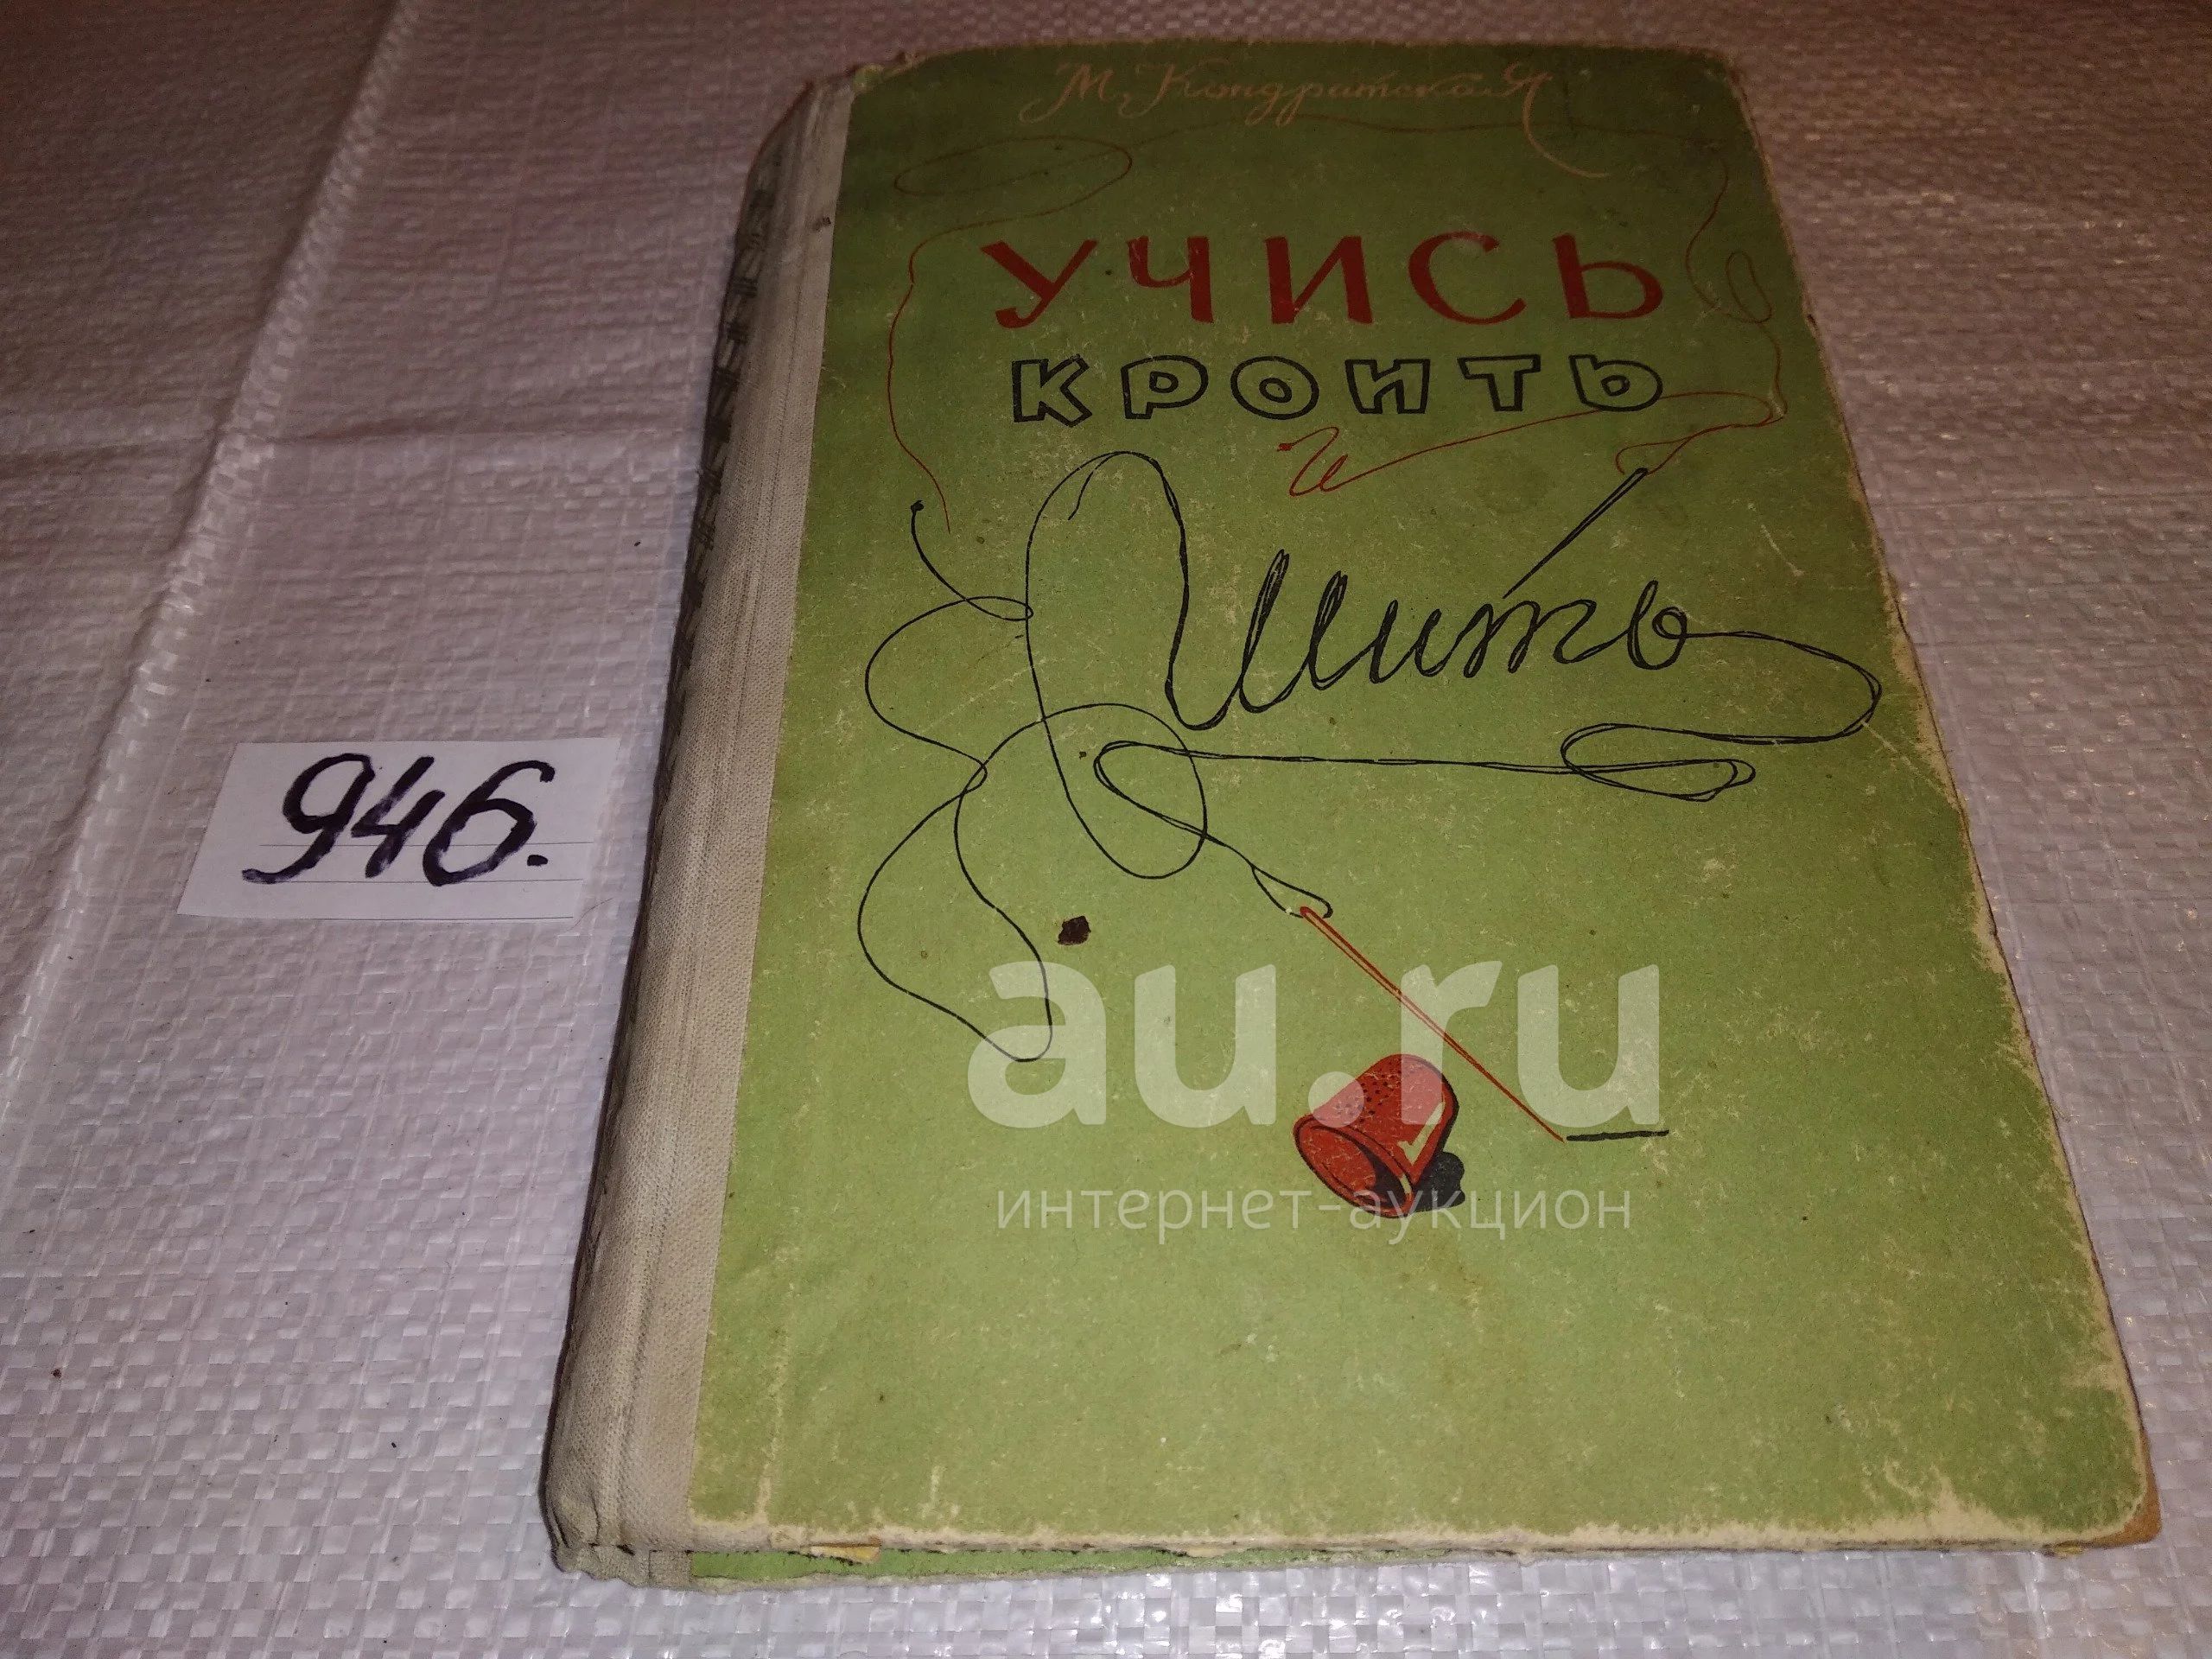 М. Кондратская
УЧИСЬ
КРОИТЬ
и
шить
946.
au.ru
интернет-аукцион